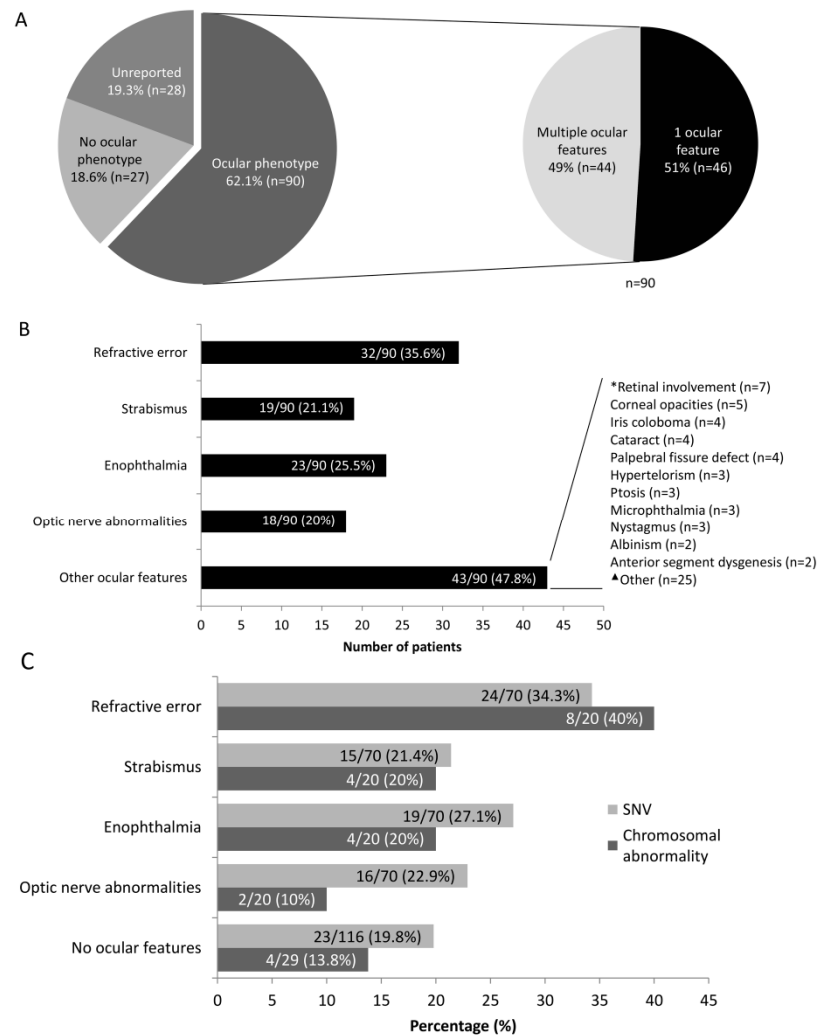 A
Unreported
19.3% (n=28)
No ocular
phenotype
18.6% (n=27)
Ocular phenotype
62.1% (n=90)
Multiple ocular
features
49% (n=44)
1 ocular
feature
51% (n=46)
n=90
B
Refractive error
32/90 (35.6%)
Strabismus
19/90 (21.1%)
Enophthalmia
23/90 (25.5%)
Optic nerve abnormalities
18/90 (20%)
Other ocular features
43/90 (47.8%)
0 5 10 15 20 25 30 35 40 45 50
Number of patients
*Retinal involvement (n=7)
Corneal opacities (n=5)
Iris coloboma (n=4)
Cataract (n=4)
Palpebral fissure defect (n=4)
Hypertelorism (n=3)
Ptosis (n=3)
Microphthalmia (n=3)
Nystagmus (n=3)
Albinism (n=2)
Anterior segment dysgenesis (n=2)
▲Other (n=25)
C
Refractive error
24/70 (34.3%)
8/20 (40%)
Strabismus
15/70 (21.4%)
4/20 (20%)
Enophthalmia
19/70 (27.1%)
4/20 (20%)
Optic nerve abnormalities
16/70 (22.9%)
2/20 (10%)
No ocular features
23/116 (19.8%)
4/29 (13.8%)
SNV
Chromosomal
abnormality
0 5 10 15 20 25 30 35 40 45
Percentage (%)